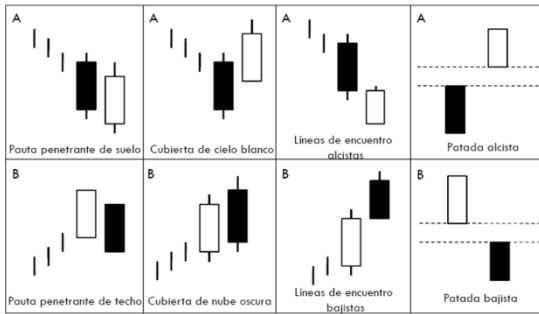 A
A
A
A
Pauta penetrante de suelo
Cubierta de cielo blanco
Líneas de encuentro
alcistas
Patada alcista
B
B
B
B
Pauta penetrante de techo
Cubierta de nube oscura
Líneas de encuentro
bajistas
Patada bajista